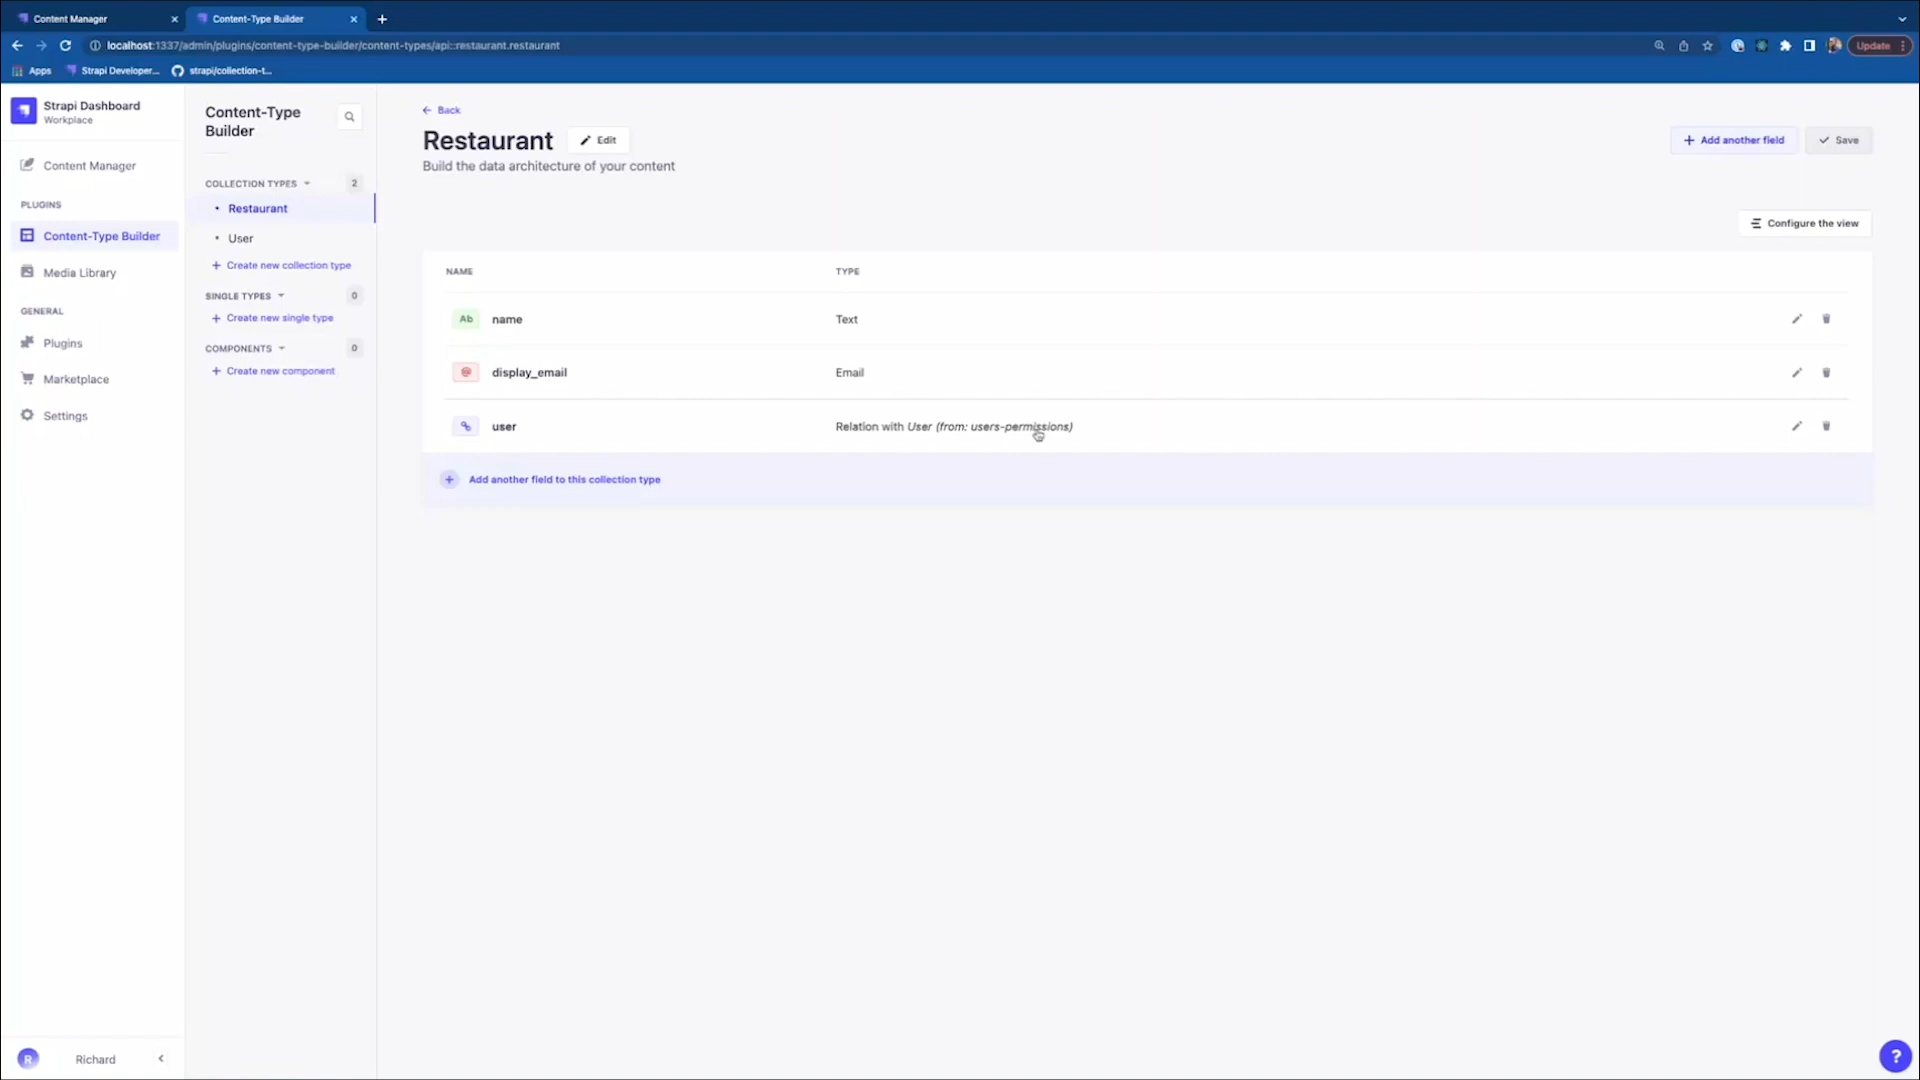 Content Manager
Content-Type Builder
localhost:1337/admin/plugins/content-type-builder/content-types/api::restaurant.restaurant
Update
Apps
Strapi Developer...
strapi/collection-t...
Strapi Dashboard
Workplace
Content Manager
PLUGINS
Content-Type Builder
Media Library
GENERAL
Plugins
Marketplace
Settings
R
Richard
Content-Type
Builder
COLLECTION TYPES
2
Restaurant
User
Create new collection type
SINGLE TYPES
0
Create new single type
COMPONENTS
0
Create new component
Back
Restaurant
Edit
Build the data architecture of your content
Add another field
Save
Configure the view
NAME
TYPE
Ab
name
Text
@
display_email
Email
user
Relation with User (from: users-permissions)
Add another field to this collection type
?